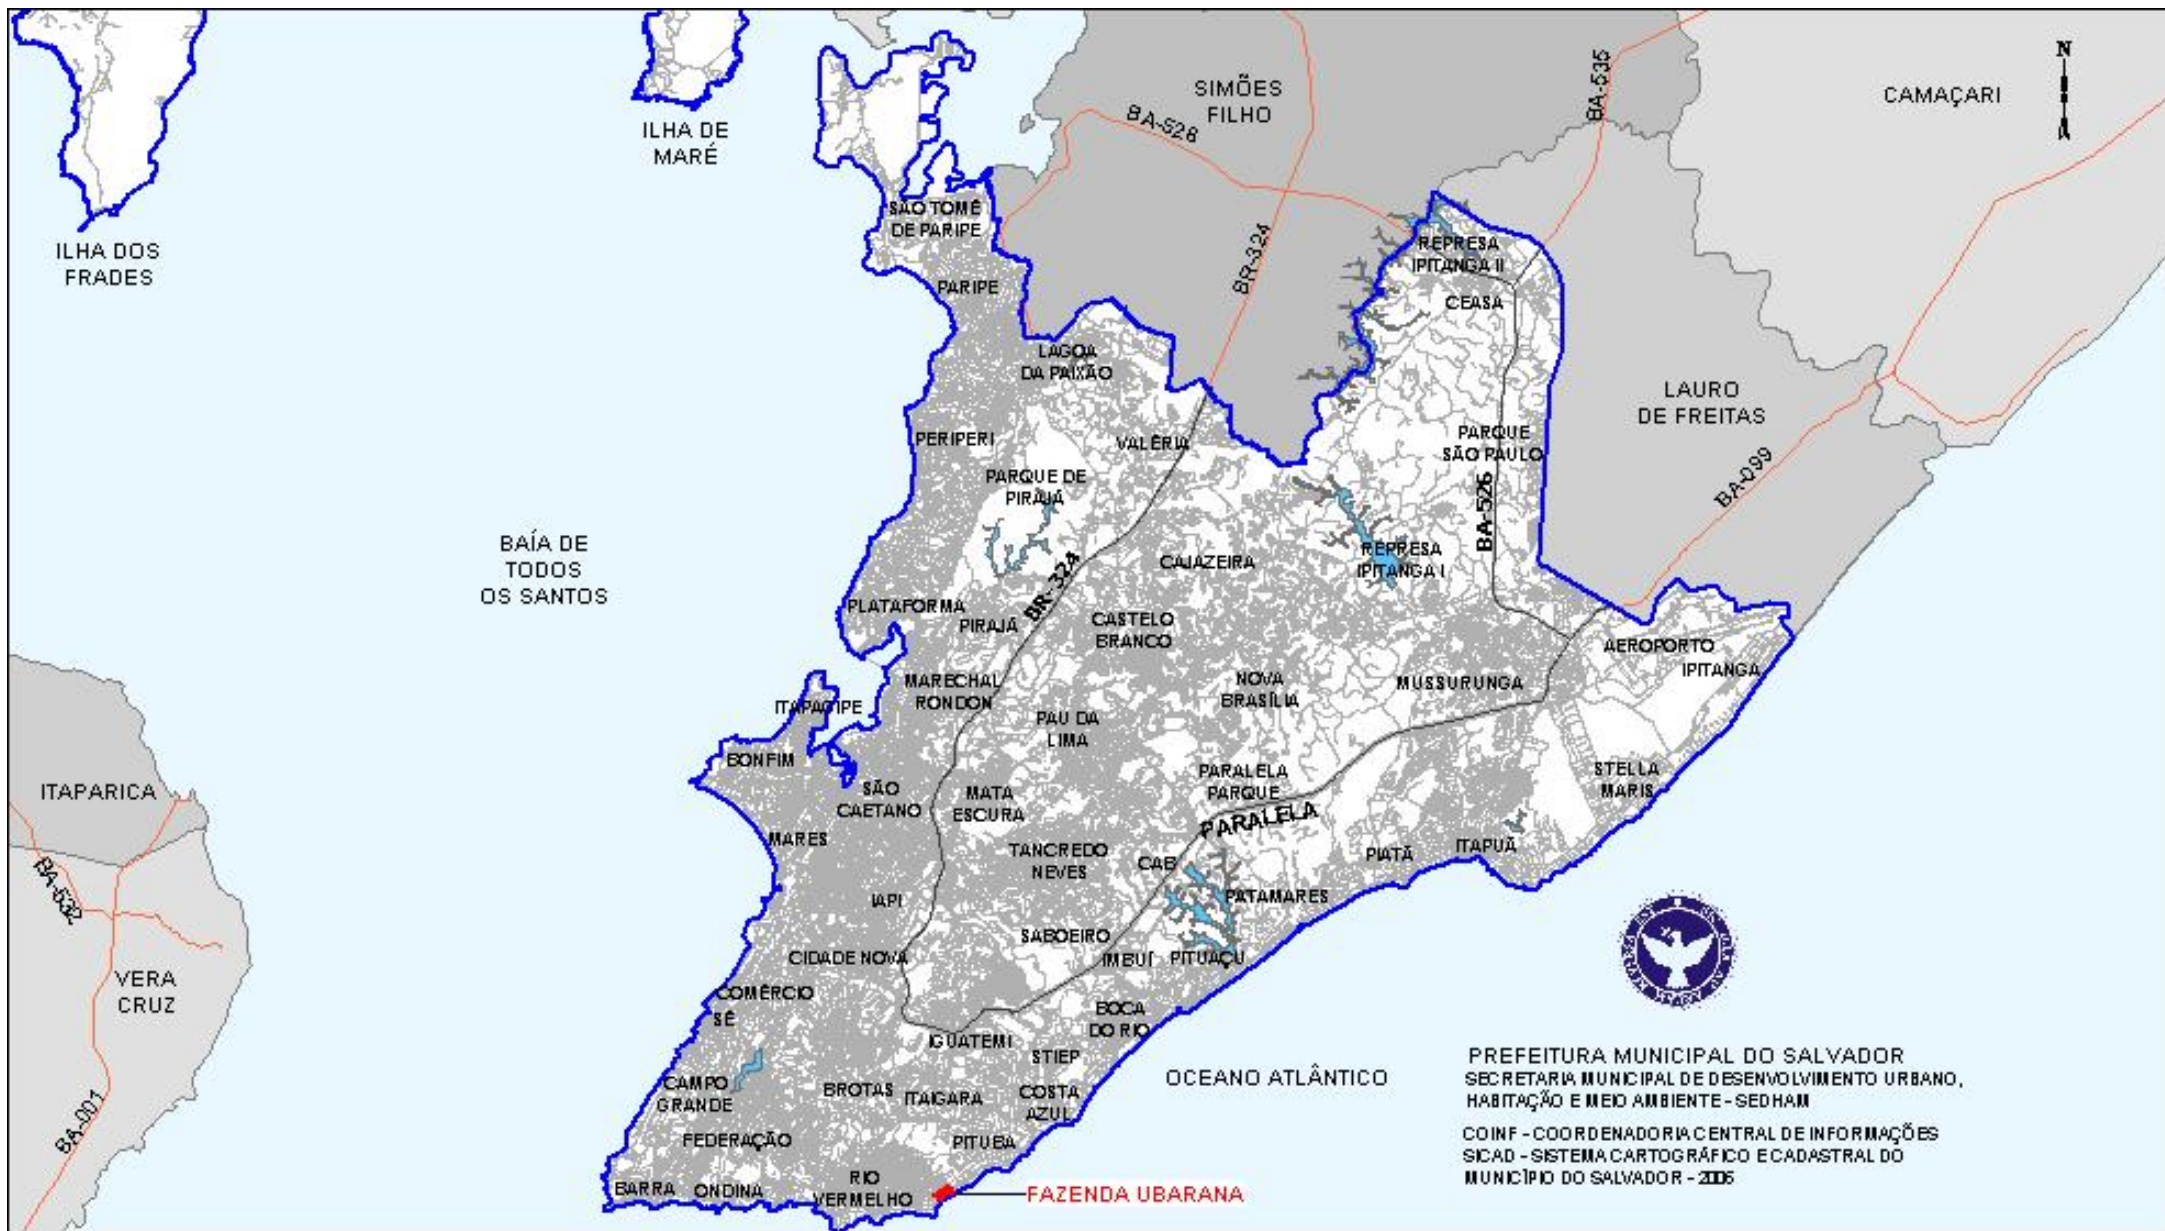 SIMÕES
FILHO
BA-528
BA-535
CAMAÇARI
N
ILHA DE
MARÉ
ILHA DOS
FRADES
SÃO TOMÉ
DE PARIPE
PARIPE
BR-324
REPRESA
IPITANGA II
CEASA
LAGOA
DA PAIXÃO
LAURO
DE FREITAS
PERIPERI
VALÉRIA
PARQUE
SÃO PAULO
BA-099
PARQUE DE
PIRAJÁ
BA-526
BAÍA DE
TODOS
OS SANTOS
BR-324
CAJAZEIRA
REPRESA
IPITANGA I
PLATAFORMA
PIRAJÁ
CASTELO
BRANCO
AEROPORTO
IPITANGA
MARECHAL
RONDON
NOVA
BRASÍLIA
MUSSURUNGA
ITAPAGIPE
PAU DA
LIMA
BONFIM
ITAPARICA
SÃO
CAETANO
MATA
ESCURA
PARALELA
PARQUE
STELLA
MARIS
PARALELA
MARES
TANCREDO
NEVES
CAB
PIATÃ
ITAPUÃ
BA-532
IAPI
PATAMARES
SABOEIRO
CIDADE NOVA
IMBUÍ
PITUAÇU
VERA
CRUZ
COMÉRCIO
SÉ
BOCA
DO RIO
IGUATEMI
STIEP
OCEANO ATLÂNTICO
CAMPO
GRANDE
BROTAS
ITAIGARA
COSTA
AZUL
BA-001
FEDERAÇÃO
PITUBA
BARRA
ONDINA
RIO
VERMELHO
FAZENDA UBARANA
PREFEITURA MUNICIPAL DO SALVADOR
SECRETARIA MUNICIPAL DE DESENVOLVIMENTO URBANO,
HABITAÇÃO E MEIO AMBIENTE - SEDHAM
COINF - COORDENADORIA CENTRAL DE INFORMAÇÕES
SICAD - SISTEMA CARTOGRÁFICO E CADASTRAL DO
MUNICÍPIO DO SALVADOR - 2006